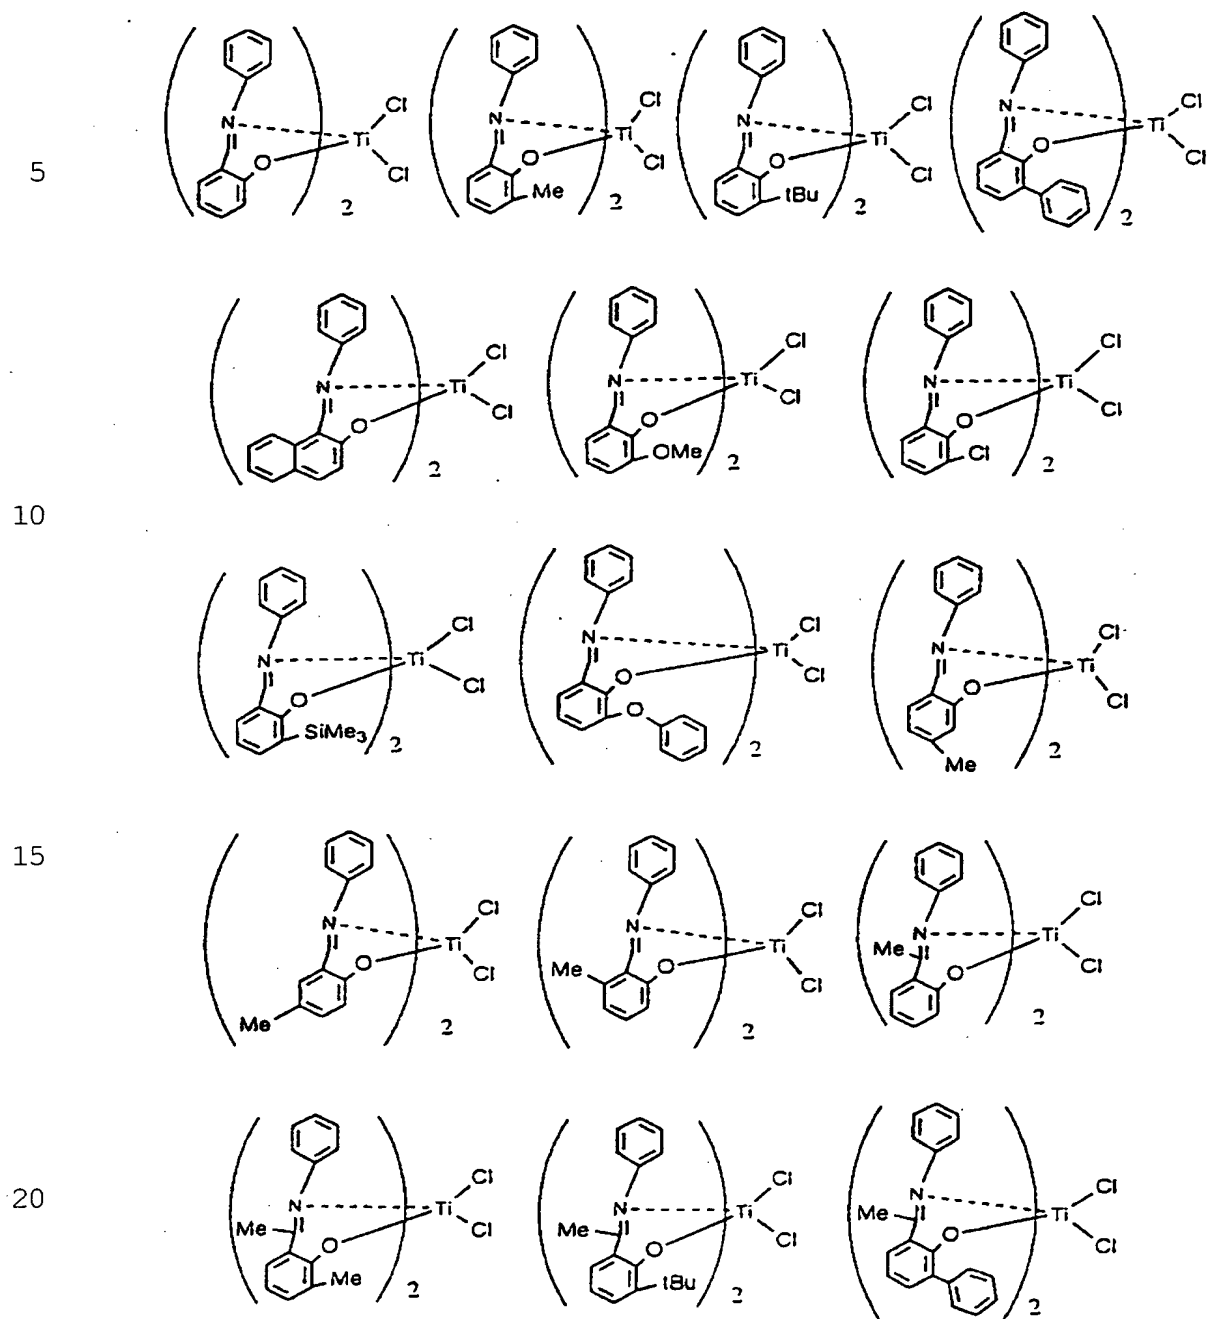 N Cl Ti O Cl 2 N Cl Ti O Cl Me 2 N Cl Ti O Cl tBu 2 N Cl Ti O Cl 2
5
N Cl Ti O Cl 2 N Cl Ti O Cl OMe 2 N Cl Ti O Cl Cl 2
10
N Cl Ti O Cl SiMe3 2 N Cl Ti O Cl O 2 N Cl Ti O Cl Me 2
15
N Cl Ti O Cl Me 2 N Cl Ti Me O Cl 2 N Cl Ti Me O Cl 2
20
N Cl Ti Me O Cl Me 2 N Cl Ti Me O Cl tBu 2 N Cl Ti Me O Cl 2